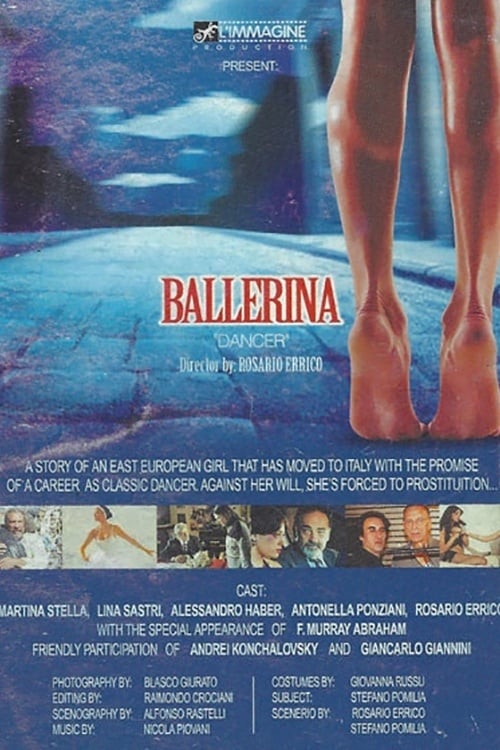 L'IMMAGINE
PRODUCTION
PRESENT:
BALLERINA
"DANCER"
Director by: ROSARIO ERRICO
A STORY OF AN EAST EUROPEAN GIRL THAT HAS MOVED TO ITALY WITH THE PROMISE
OF A CAREER AS CLASSIC DANCER. AGAINST HER WILL, SHE'S FORCED TO PROSTITUTION...
CAST:
MARTINA STELLA, LINA SASTRI, ALESSANDRO HABER, ANTONELLA PONZIANI, ROSARIO ERRICO
WITH THE SPECIAL APPEARANCE OF F. MURRAY ABRAHAM
FRIENDLY PARTICIPATION OF ANDREI KONCHALOVSKY AND GIANCARLO GIANNINI
PHOTOGRAPHY BY: BLASCO GIURATO
EDITING BY: RAIMONDO CROCIANI
SCENOGRAPHY BY: ALFONSO RASTELLI
MUSIC BY: NICOLA PIOVANI
COSTUMES BY: GIOVANNA RUSSU
SUBJECT: STEFANO POMILIA
SCENERIO BY: ROSARIO ERRICO
STEFANO POMILIA